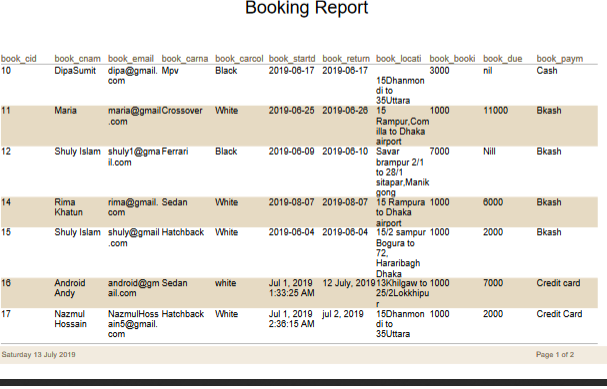 Booking Report
book_cid book_cnam book_email book_carna book_carcol book_startd book_return book_locati book_booki book_due book_paym
10 DipaSumit dipa@gmail. Mpv Black 2019-06-17 2019-06-17 3000 nil Cash
com 15Dhanmon
di to
35Uttara
11 Maria maria@gmail Crossover White 2019-06-25 2019-06-26 15 1000 11000 Bkash
.com Rampur,Com
illa to Dhaka
airport
12 Shuly Islam shuly1@gma Ferrari Black 2019-06-09 2019-06-10 Savar 7000 Nill Bkash
il.com brampur 2/1
to 28/1
sitapar,Manik
gong
14 Rima rima@gmail. Sedan White 2019-08-07 2019-08-07 15 Rampura 1000 6000 Bkash
Khatun com to Dhaka
airport
15 Shuly Islam shuly@gmail Hatchback White 2019-06-04 2019-06-04 15/2 sampur 1000 2000 Bkash
.com Bogura to
72,
Hararibagh
Dhaka
16 Android android@gm Sedan white Jul 1, 2019 12 July, 2019 13Khilgaw to 1000 7000 Credit card
Andy ail.com 1:33:25 AM 25/2Lokkhipu
r
17 Nazmul NazmulHoss Hatchback White Jul 1, 2019 jul 2, 2019 15Dhanmon 1000 2000 Credit Card
Hossain ain5@gmail. 2:36:15 AM di to
com 35Uttara
Saturday 13 July 2019 Page 1 of 2